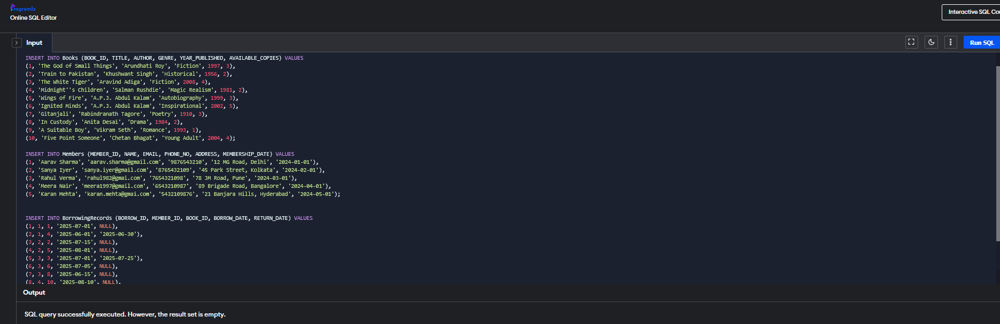 Programiz
Online SQL Editor
Interactive SQL Cou
Input
Run SQL
INSERT INTO Books (BOOK_ID, TITLE, AUTHOR, GENRE, YEAR_PUBLISHED, AVAILABLE_COPIES) VALUES
(1, 'The God of Small Things', 'Arundhati Roy', 'Fiction', 1997, 3),
(2, 'Train to Pakistan', 'Khushwant Singh', 'Historical', 1956, 2),
(3, 'The White Tiger', 'Aravind Adiga', 'Fiction', 2008, 4),
(4, 'Midnight''s Children', 'Salman Rushdie', 'Magic Realism', 1981, 2),
(5, 'Wings of Fire', 'A.P.J. Abdul Kalam', 'Autobiography', 1999, 3),
(6, 'Ignited Minds', 'A.P.J. Abdul Kalam', 'Inspirational', 2002, 5),
(7, 'Gitanjali', 'Rabindranath Tagore', 'Poetry', 1910, 3),
(8, 'In Custody', 'Anita Desai', 'Drama', 1984, 2),
(9, 'A Suitable Boy', 'Vikram Seth', 'Romance', 1993, 1),
(10, 'Five Point Someone', 'Chetan Bhagat', 'Young Adult', 2004, 4);
INSERT INTO Members (MEMBER_ID, NAME, EMAIL, PHONE_NO, ADDRESS, MEMBERSHIP_DATE) VALUES
(1, 'Aarav Sharma', 'aarav.sharma@gmail.com', '9876543210', '12 MG Road, Delhi', '2024-01-01'),
(2, 'Sanya Iyer', 'sanya.iyer@gmail.com', '8765432109', '45 Park Street, Kolkata', '2024-02-01'),
(3, 'Rahul Verma', 'rahul982@gmai.com', '7654321098', '78 JM Road, Pune', '2024-03-01'),
(4, 'Meera Nair', 'meera1997@gmail.com', '6543210987', '89 Brigade Road, Bangalore', '2024-04-01'),
(5, 'Karan Mehta', 'karan.mehta@gmai.com', '5432109876', '21 Banjara Hills, Hyderabad', '2024-05-01');
INSERT INTO BorrowingRecords (BORROW_ID, MEMBER_ID, BOOK_ID, BORROW_DATE, RETURN_DATE) VALUES
(1, 1, 1, '2025-07-01', NULL),
(2, 1, 4, '2025-06-01', '2025-06-30'),
(3, 2, 2, '2025-07-15', NULL),
(4, 2, 5, '2025-08-01', NULL),
(5, 3, 3, '2025-07-01', '2025-07-25'),
(6, 3, 6, '2025-07-05', NULL),
(7, 3, 8, '2025-06-15', NULL),
(8, 4, 10, '2025-08-10', NULL),
Output
SQL query successfully executed. However, the result set is empty.